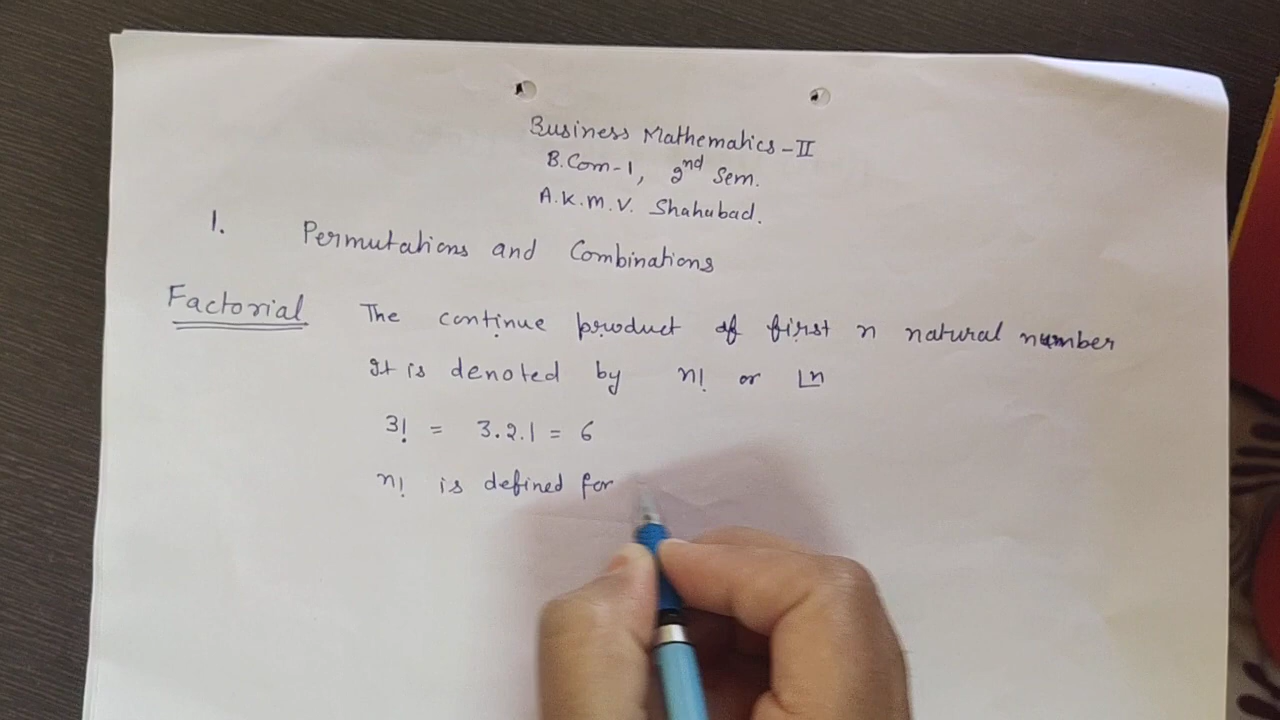 Business Mathematics-II
B.Com-1, 2nd Sem.
A.K.M.V. Shahabad.
1. Permutations and Combinations
Factorial The continue product of first n natural number
It is denoted by n! or ⌊n
3! = 3.2.1 = 6
n! is defined for